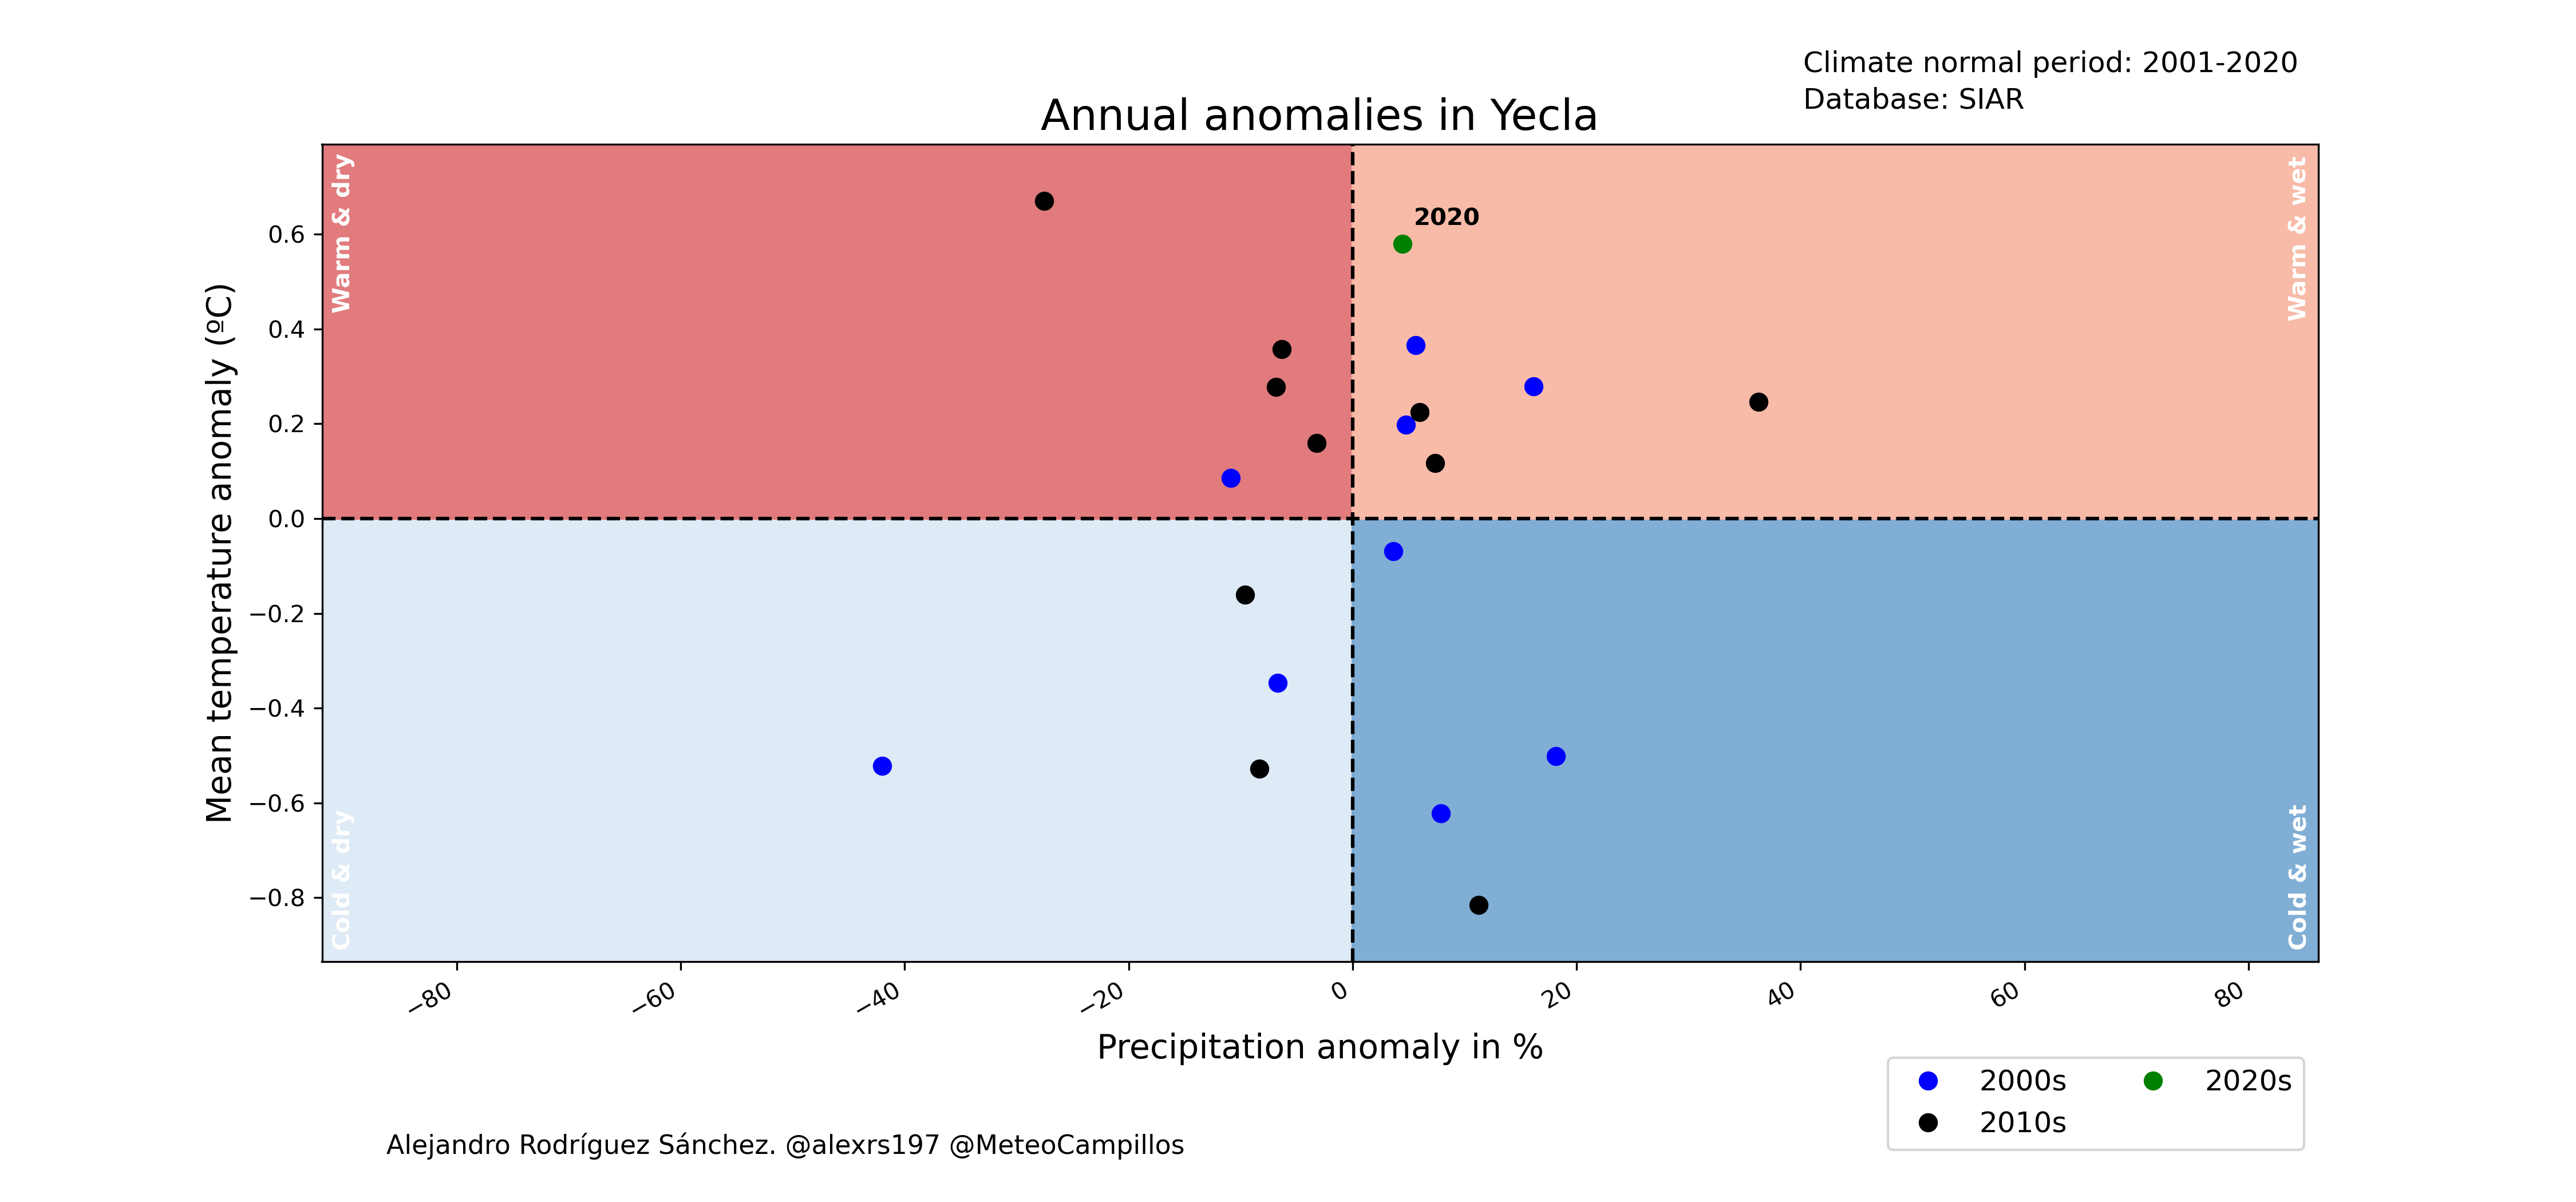 Climate normal period: 2001-2020
Database: SIAR
Annual anomalies in Yecla
Warm & dry
Warm & wet
2020
Cold & dry
Cold & wet
Mean temperature anomaly (ºC)
0.6
0.4
0.2
0.0
−0.2
−0.4
−0.6
−0.8
−80
−60
−40
−20
0
20
40
60
80
Precipitation anomaly in %
2000s
2010s
2020s
Alejandro Rodríguez Sánchez. @alexrs197 @MeteoCampillos